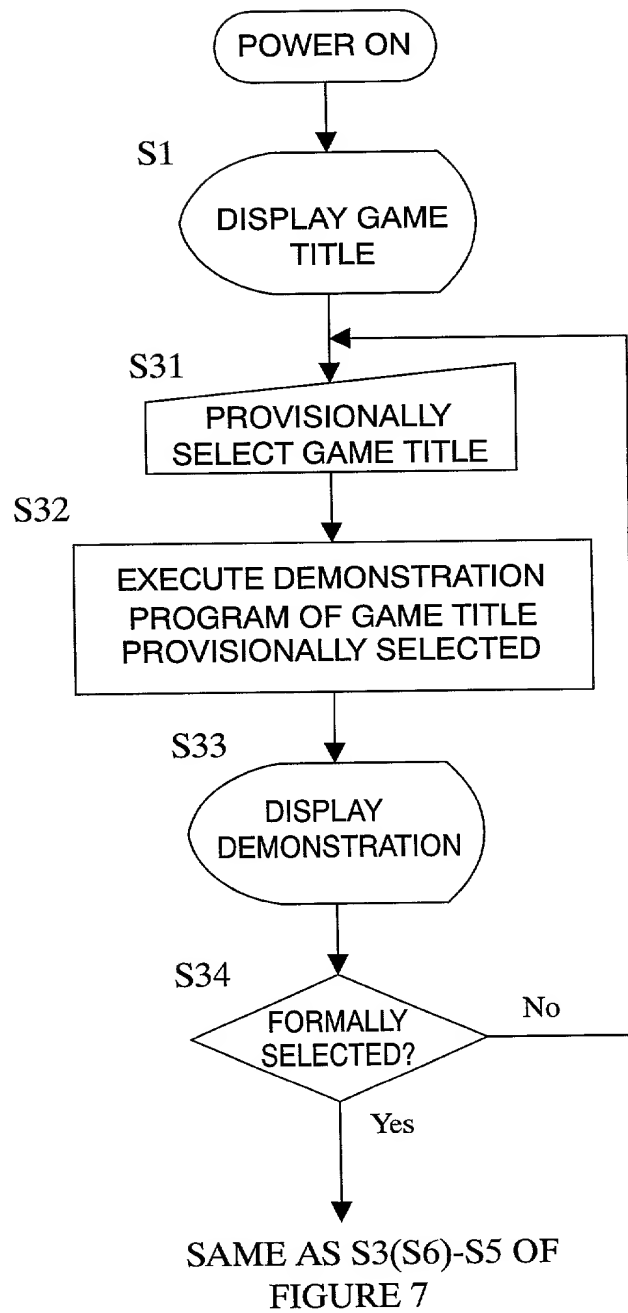 POWER ON
S1
DISPLAY GAME
TITLE
S31
PROVISIONALLY
SELECT GAME TITLE
S32
EXECUTE DEMONSTRATION
PROGRAM OF GAME TITLE
PROVISIONALLY SELECTED
S33
DISPLAY
DEMONSTRATION
S34
FORMALLY
SELECTED?
No
Yes
SAME AS S3(S6)-S5 OF
FIGURE 7